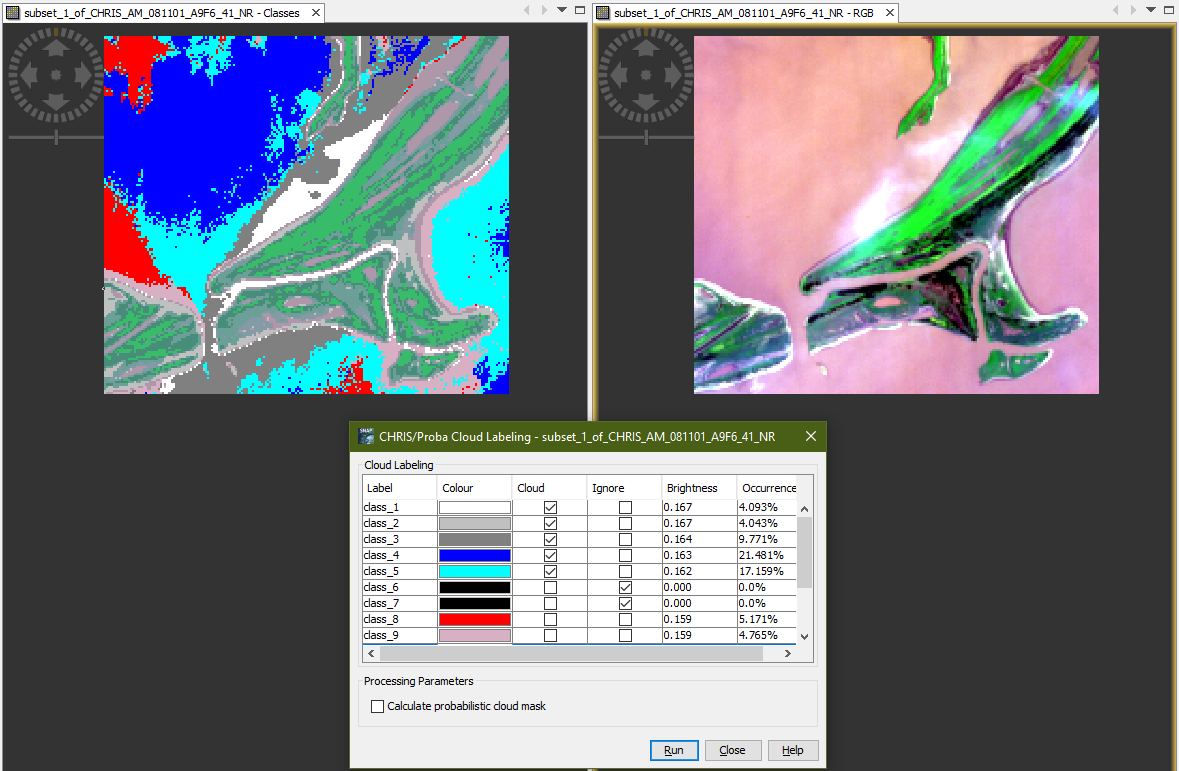 subset_1_of_CHRIS_AM_081101_A9F6_41_NR - Classes
subset_1_of_CHRIS_AM_081101_A9F6_41_NR - RGB
SNAP
CHRIS/Proba Cloud Labeling - subset_1_of_CHRIS_AM_081101_A9F6_41_NR
Cloud Labeling
Label Colour Cloud Ignore Brightness Occurrence
class_1 0.167 4.093%
class_2 0.167 4.043%
class_3 0.164 9.771%
class_4 0.163 21.481%
class_5 0.162 17.159%
class_6 0.000 0.0%
class_7 0.000 0.0%
class_8 0.159 5.171%
class_9 0.159 4.765%
Processing Parameters
Calculate probabilistic cloud mask
Run Close Help